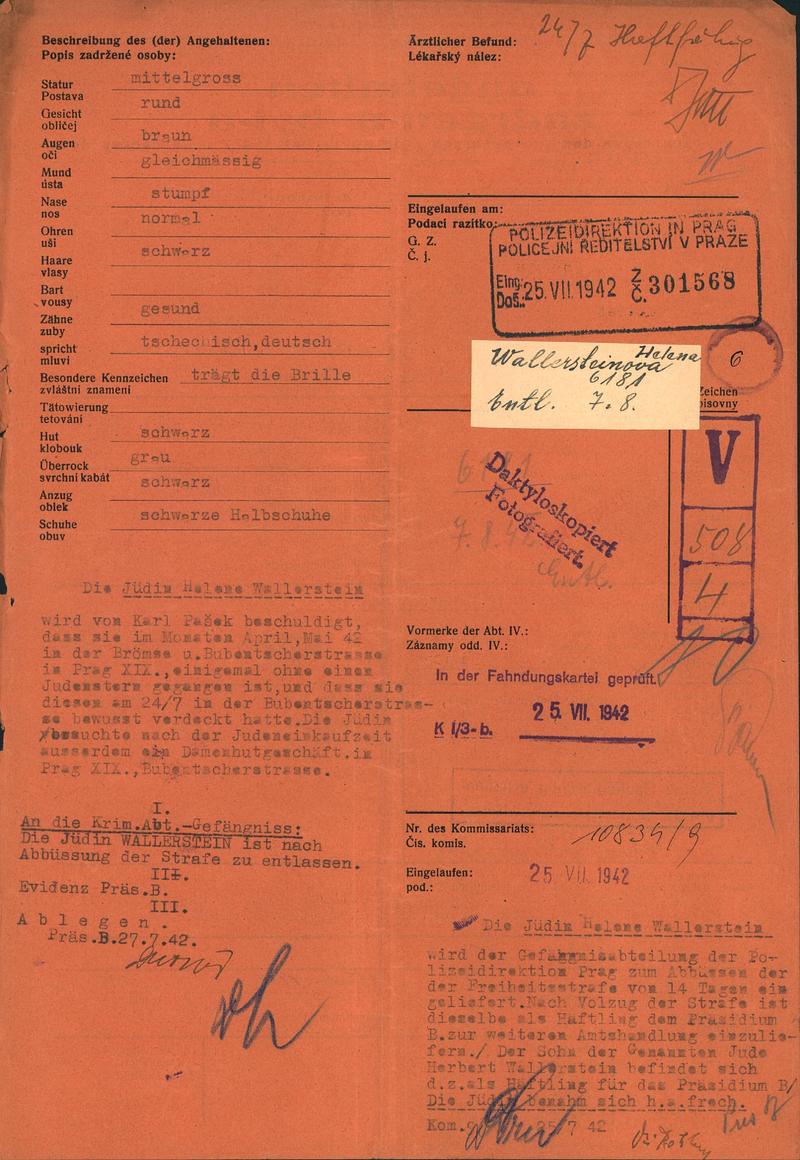 Beschreibung des (der) Angehaltenen:
Popis zadržené osoby:
Statur mittelgross
Postava
Gesicht rund
obličej
Augen braun
oči
Mund gleichmässig
ústa
Nase stumpf
nos
Ohren normal
uši
Haare schwarz
vlasy
Bart
vousy
Zähne gesund
zuby
spricht tschechisch,deutsch
mluví
Besondere Kennzeichen trägt die Brille
zvláštní znamení
Tätowierung
tetování
Hut schwarz
klobouk
Überrock grau
svrchní kabát
Anzug schwarz
oblek
Schuhe schwarze Halbschuhe
obuv
Die Jüdin Helene Wallerstein
wird von Karl Pašek beschuldigt,
dass sie im Monaten April,Mai 42
in der Brömse u.Bubentscherstrasse
in Prag XIX.,einigemal ohne einen
Judenstern gegangen ist,und dass sie
diesen am 24/7 in der Bubentscherstras-
se bewusst verdeckt hatte.Die Jüdin
besuchte nach der Judeneinkaufzeit
ausserdem ein Damenhutgeschäft.in
Prag XIX.,Bubentscherstrasse.
I.
An die Krim.Abt.-Gefängniss:
Die Jüdin WALLERSTEIN ist nach
Abbüssung der Strafe zu entlassen.
II.
Evidenz Präs.B.
III.
Ablegen.
Präs.B.27.7.42.
Ärztlicher Befund: 24/7 Haftfähig
Lékařský nález:
Eingelaufen am:
Podací razítko:
G. Z.
Č. j.
POLIZEIDIREKTION IN PRAG
POLICEJNÍ ŘEDITELSTVÍ V PRAZE
Eing. Doš.: 25.VII.1942 Z Č. 301568
Wallersteinová Helena
6181
Entl. 7.8.
6
Zeichen
pisovny
V
508
4
6181
7.8.
Entl.
Daktyloskopiert
Fotografiert.
Vormerke der Abt. IV.:
Záznamy odd. IV.:
In der Fahndungskartei geprüft.
25 VII. 1942
K I/3-b.
Nr. des Kommissariats: 10834/9
Čís. komis.
Eingelaufen: 25 VII 1942
pod.:
Die Jüdin Helene Wallerstein
wird der Gefängnisabteilung der Po-
lizeidirektion Prag zum Abbüssen der
der Freiheitsstrafe von 14 Tagen ein
geliefert.Nach Volzug der Strafe ist
dieselbe als Häftling dem Präsidium
B.zur weiteren Amtshandlung einzulie-
fern./ Der Sohn der Genannten Jude
Herbert Wallerstein befindet sich
d.z.als Häftling für das Präsidium B/
Die Jüdin benahm sich h.a.frech.
Kom. 25/7 42